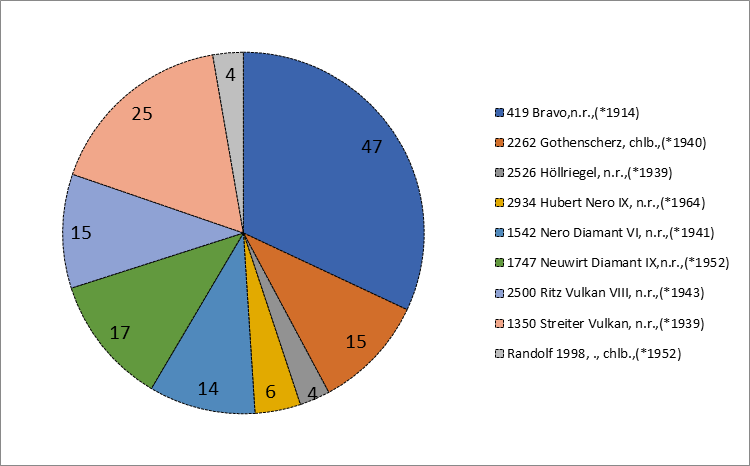 4
25
47
15
17
14
6
4
15
419 Bravo,n.r.,(*1914)
2262 Gothenscherz, chlb.,(*1940)
2526 Höllriegel, n.r.,(*1939)
2934 Hubert Nero IX, n.r.,(*1964)
1542 Nero Diamant VI, n.r.,(*1941)
1747 Neuwirt Diamant IX,n.r.,(*1952)
2500 Ritz Vulkan VIII, n.r.,(*1943)
1350 Streiter Vulkan, n.r.,(*1939)
Randolf 1998, ., chlb.,(*1952)